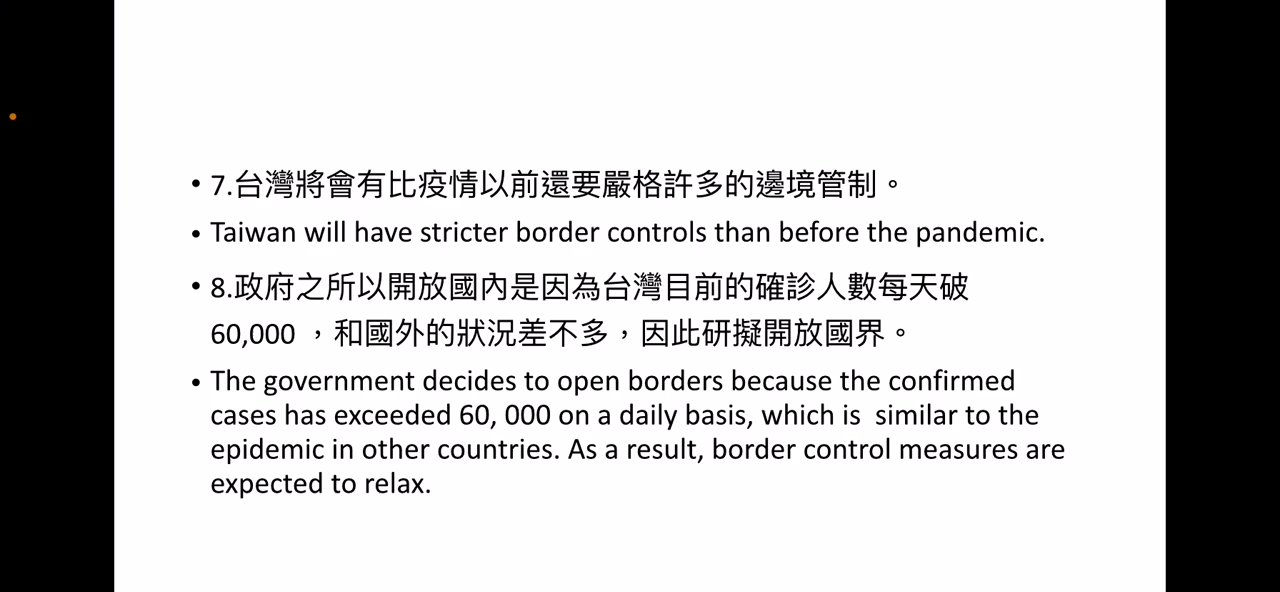 • 7.台灣將會有比疫情以前還要嚴格許多的邊境管制。
• Taiwan will have stricter border controls than before the pandemic.
• 8.政府之所以開放國內是因為台灣目前的確診人數每天破
60,000 ，和國外的狀況差不多，因此研擬開放國界。
• The government decides to open borders because the confirmed
cases has exceeded 60, 000 on a daily basis, which is  similar to the
epidemic in other countries. As a result, border control measures are
expected to relax.